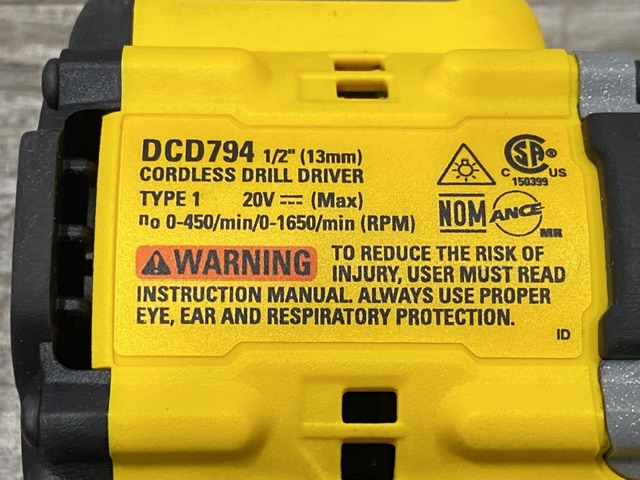 DCD794 1/2" (13mm)
CORDLESS DRILL DRIVER
TYPE 1 20V ⎓ (Max)
no 0-450/min/0-1650/min (RPM)
CSA®
C US
150399
NOM ANCE
MR
⚠WARNING TO REDUCE THE RISK OF
INJURY, USER MUST READ
INSTRUCTION MANUAL. ALWAYS USE PROPER
EYE, EAR AND RESPIRATORY PROTECTION.
ID